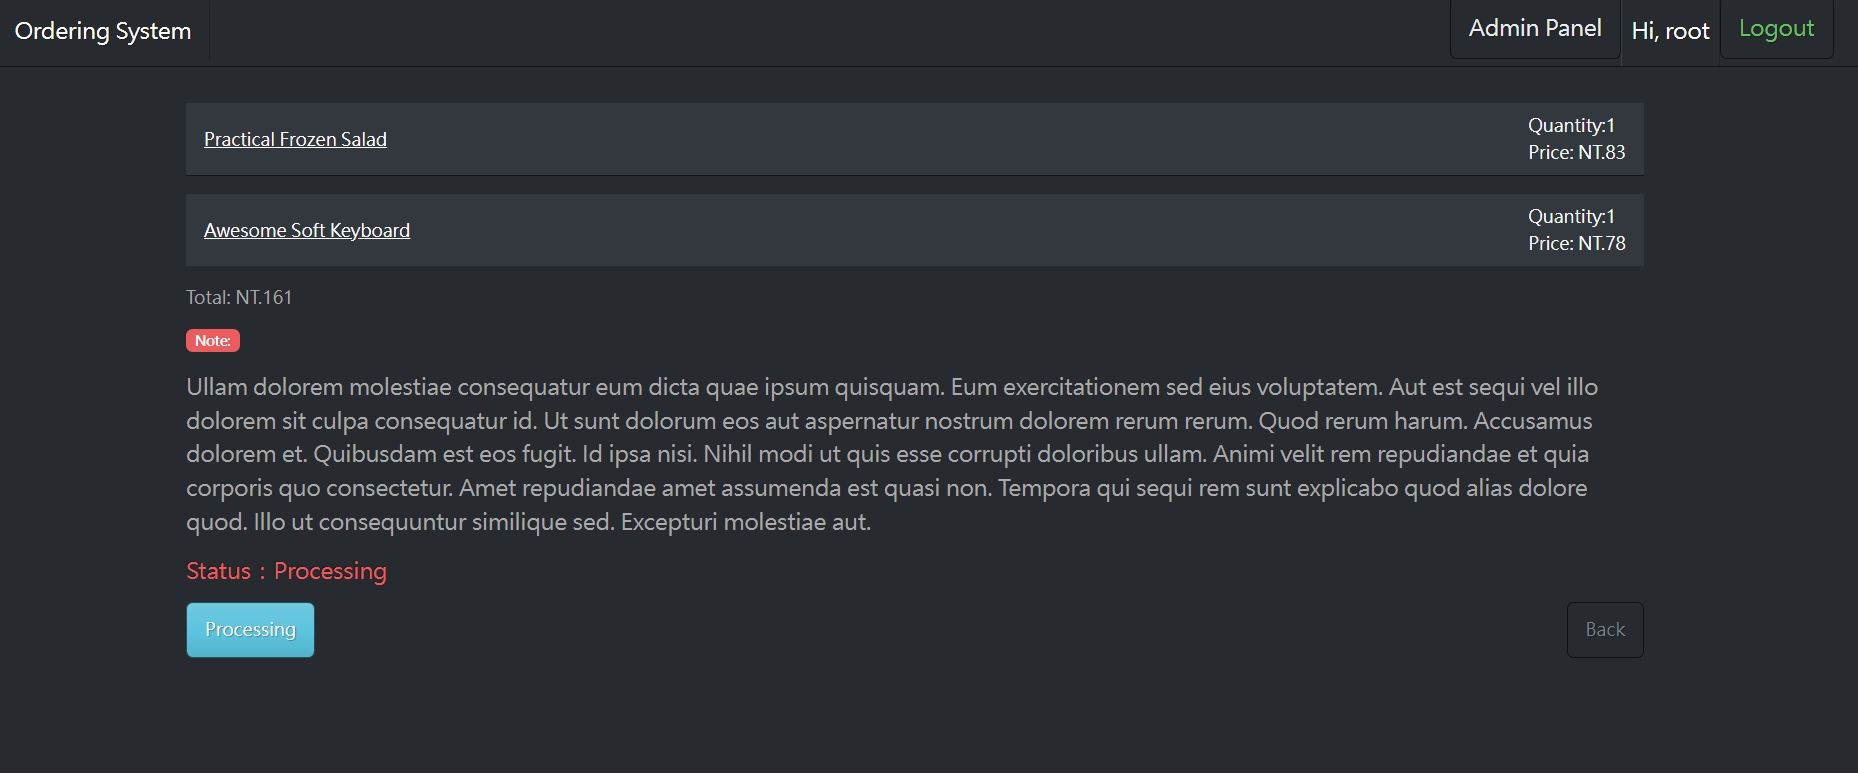 Ordering System
Admin Panel
Hi, root
Logout
Practical Frozen Salad
Quantity:1
Price: NT.83
Awesome Soft Keyboard
Quantity:1
Price: NT.78
Total: NT.161
Note:
Ullam dolorem molestiae consequatur eum dicta quae ipsum quisquam. Eum exercitationem sed eius voluptatem. Aut est sequi vel illo
dolorem sit culpa consequatur id. Ut sunt dolorum eos aut aspernatur nostrum dolorem rerum rerum. Quod rerum harum. Accusamus
dolorem et. Quibusdam est eos fugit. Id ipsa nisi. Nihil modi ut quis esse corrupti doloribus ullam. Animi velit rem repudiandae et quia
corporis quo consectetur. Amet repudiandae amet assumenda est quasi non. Tempora qui sequi rem sunt explicabo quod alias dolore
quod. Illo ut consequuntur similique sed. Excepturi molestiae aut.
Status：Processing
Processing
Back